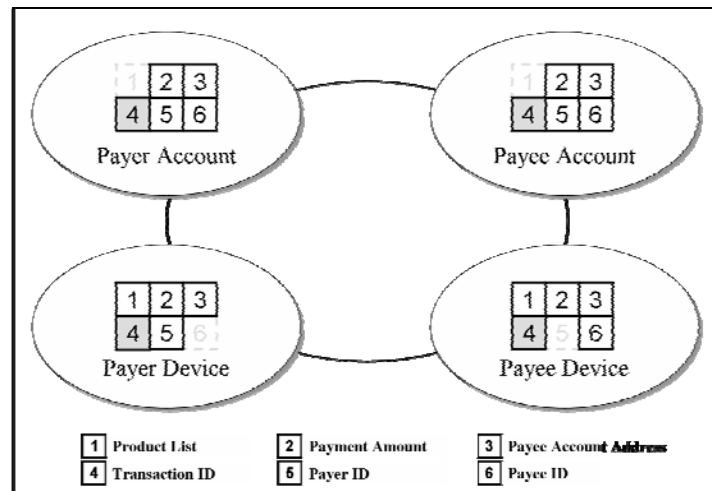 1 2 3 1 2 3
4 5 6 4 5 6
Payer Account Payee Account
1 2 3 1 2 3
4 5 6 4 5 6
Payer Device Payee Device
1 Product List 2 Payment Amount 3 Payee Account Address
4 Transaction ID 5 Payer ID 6 Payee ID